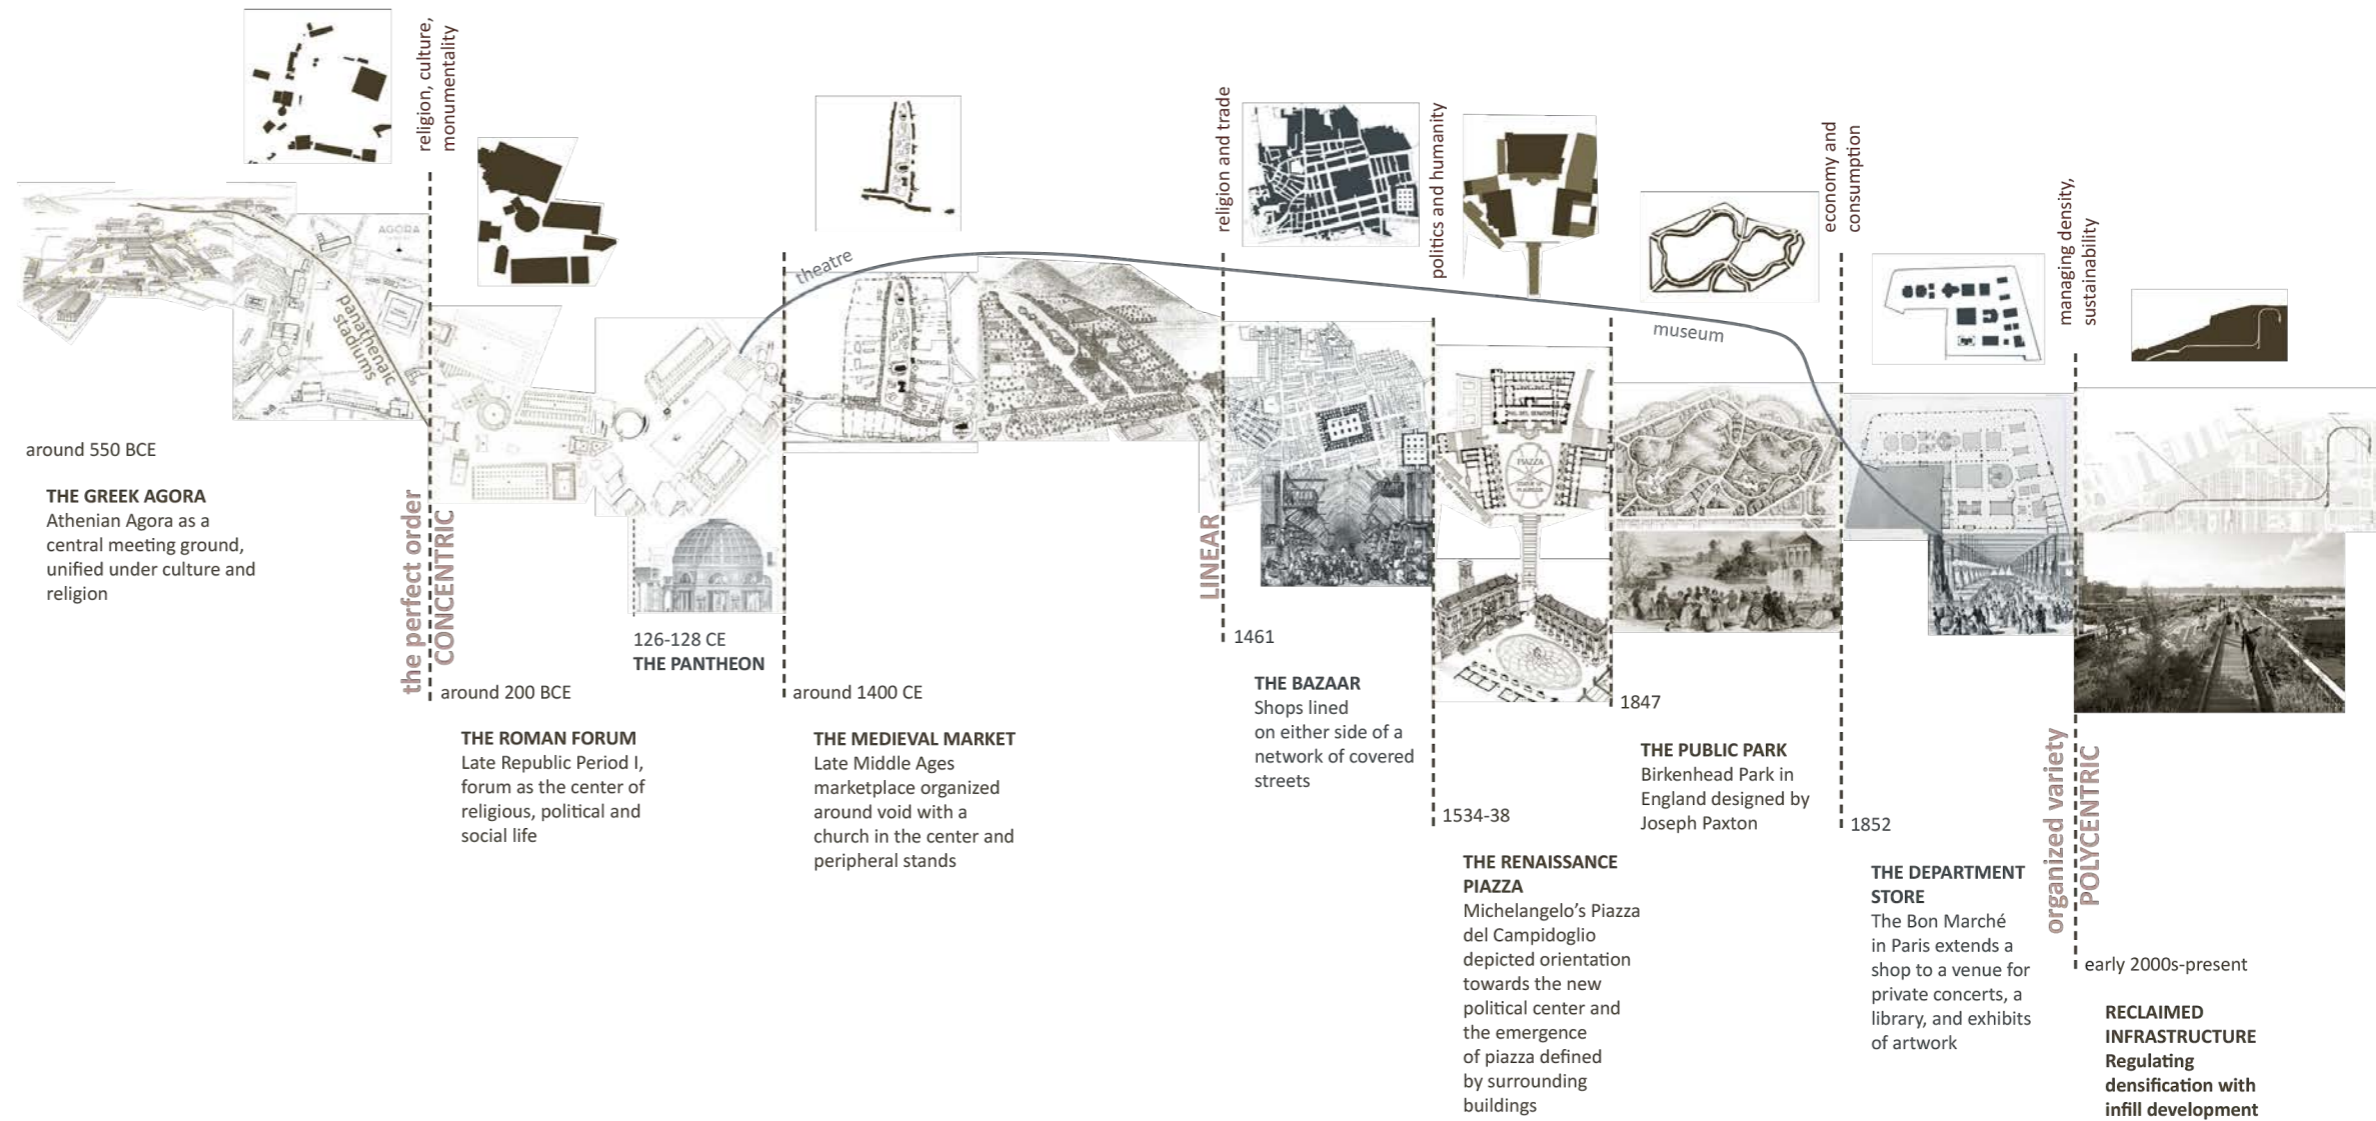 religion, culture,
monumentality
religion and trade
politics and humanity
economy and
consumption
managing density,
sustainability
AGORA
panathenaic
stadiums
theatre
museum
PIAZZA
around 550 BCE
THE GREEK AGORA
Athenian Agora as a
central meeting ground,
unified under culture and
religion
the perfect order
CONCENTRIC
around 200 BCE
THE ROMAN FORUM
Late Republic Period I,
forum as the center of
religious, political and
social life
126-128 CE
THE PANTHEON
around 1400 CE
THE MEDIEVAL MARKET
Late Middle Ages
marketplace organized
around void with a
church in the center and
peripheral stands
LINEAR
1461
THE BAZAAR
Shops lined
on either side of a
network of covered
streets
1534-38
THE RENAISSANCE
PIAZZA
Michelangelo’s Piazza
del Campidoglio
depicted orientation
towards the new
political center and
the emergence
of piazza defined
by surrounding
buildings
1847
THE PUBLIC PARK
Birkenhead Park in
England designed by
Joseph Paxton
1852
THE DEPARTMENT
STORE
The Bon Marché
in Paris extends a
shop to a venue for
private concerts, a
library, and exhibits
of artwork
organized variety
POLYCENTRIC
early 2000s-present
RECLAIMED
INFRASTRUCTURE
Regulating
densification with
infill development